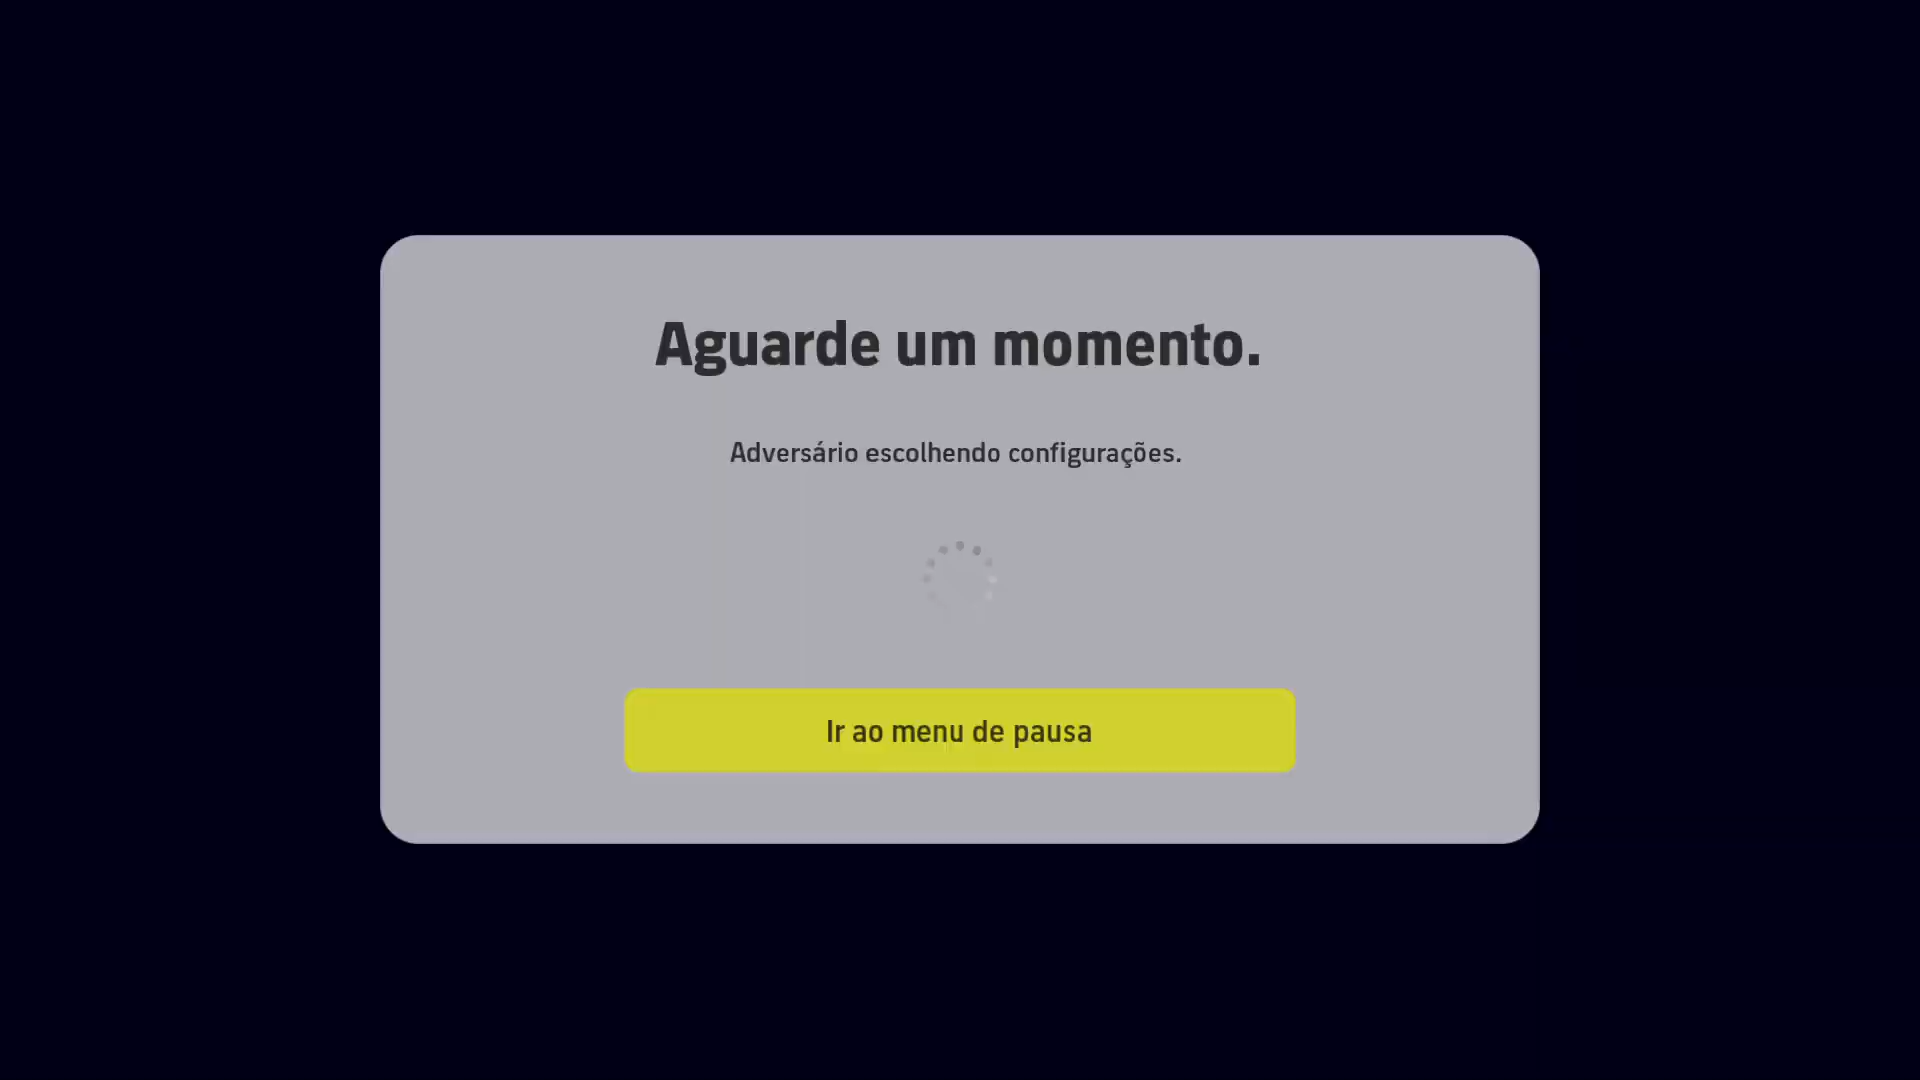 Aguarde um momento.
Adversário escolhendo configurações.
Ir ao menu de pausa